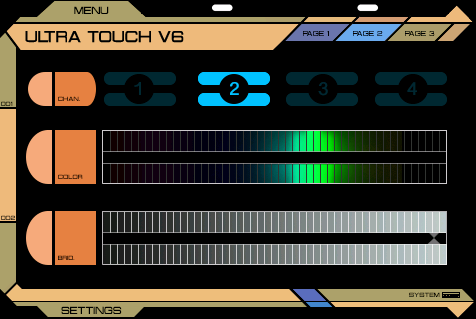 MENU
ULTRA TOUCH V6
PAGE 1
PAGE 2
PAGE 3
CHAN.
1
2
3
4
001
COLOR
002
BRID.
SYSTEM
SETTINGS